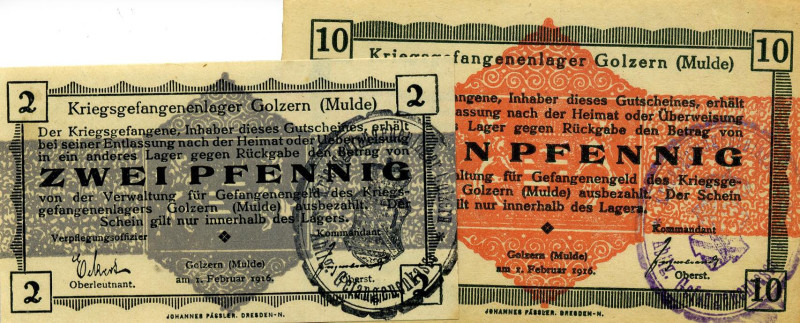 2
2
Kriegsgefangenenlager Golzern (Mulde)
Der Kriegsgefangene, Inhaber dieses Gutscheines, erhält
bei seiner Entlassung nach der Heimat oder Überweisung
in ein anderes Lager gegen Rückgabe den Betrag von
ZWEI PFENNIG
von der Verwaltung für Gefangenengeld des Kriegs-
gefangenenlagers Golzern (Mulde) ausbezahlt. Der
Schein gilt nur innerhalb des Lagers.
Verpflegungsoffizier
Kommandant
Eckert
Oberleutnant.
Golzern (Mulde)
am 1. Februar 1916.
Oberst.
2
2
JOHANNES PÄSSLER. DRESDEN-N.
10
10
Kriegsgefangenenlager Golzern (Mulde)
ngene, Inhaber dieses Gutscheines, erhält
lassung nach der Heimat oder Überweisung
Lager gegen Rückgabe den Betrag von
N PFENNIG
altung für Gefangenengeld des Kriegsge-
Golzern (Mulde) ausbezahlt. Der Schein
gilt nur innerhalb des Lagers.
Kommandant
Golzern (Mulde)
am 1. Februar 1916.
Oberst.
10
JOHANNES PÄSSLER. DRESDEN-N.